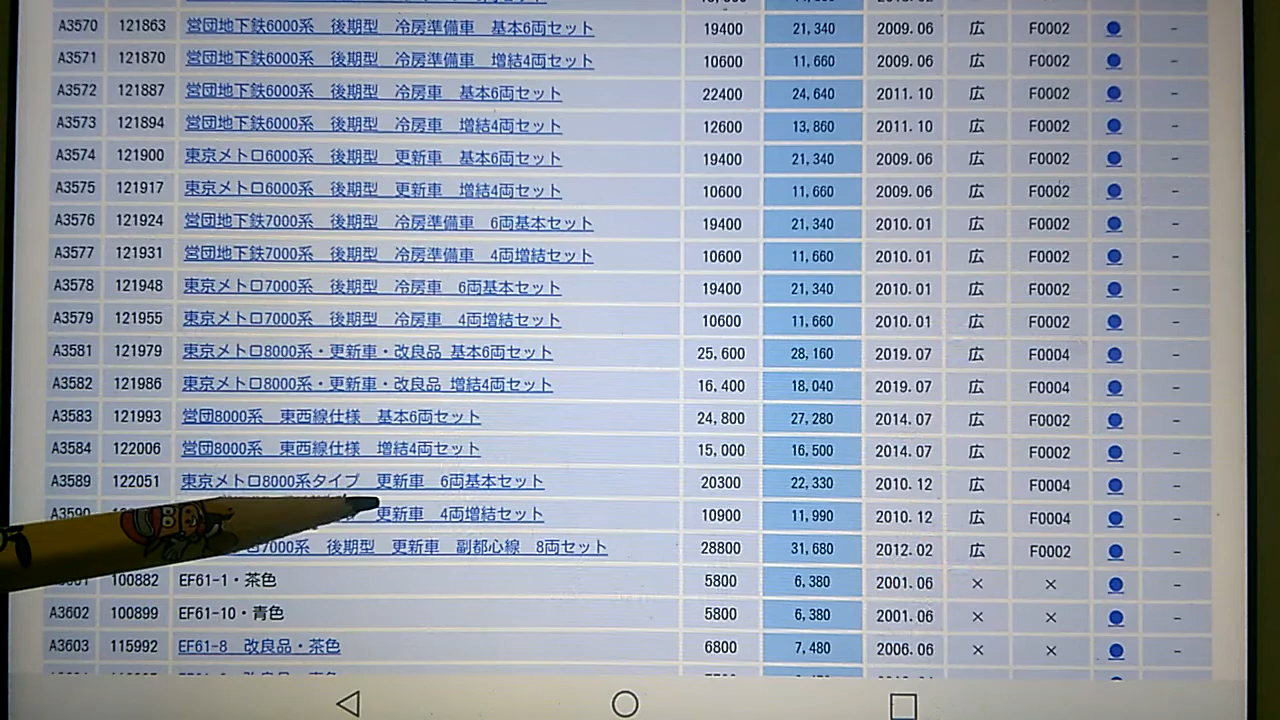 A3570 121863 営団地下鉄6000系 後期型 冷房準備車 基本6両セット 19400 21,340 2009.06 広 F0002 ● -
A3571 121870 営団地下鉄6000系 後期型 冷房準備車 増結4両セット 10600 11,660 2009.06 広 F0002 ● -
A3572 121887 営団地下鉄6000系 後期型 冷房車 基本6両セット 22400 24,640 2011.10 広 F0002 ● -
A3573 121894 営団地下鉄6000系 後期型 冷房車 増結4両セット 12600 13,860 2011.10 広 F0002 ● -
A3574 121900 東京メトロ6000系 後期型 更新車 基本6両セット 19400 21,340 2009.06 広 F0002 ● -
A3575 121917 東京メトロ6000系 後期型 更新車 増結4両セット 10600 11,660 2009.06 広 F0002 ● -
A3576 121924 営団地下鉄7000系 後期型 冷房準備車 6両基本セット 19400 21,340 2010.01 広 F0002 ● -
A3577 121931 営団地下鉄7000系 後期型 冷房準備車 4両増結セット 10600 11,660 2010.01 広 F0002 ● -
A3578 121948 東京メトロ7000系 後期型 冷房車 6両基本セット 19400 21,340 2010.01 広 F0002 ● -
A3579 121955 東京メトロ7000系 後期型 冷房車 4両増結セット 10600 11,660 2010.01 広 F0002 ● -
A3581 121979 東京メトロ8000系・更新車・改良品 基本6両セット 25,600 28,160 2019.07 広 F0004 ● -
A3582 121986 東京メトロ8000系・更新車・改良品 増結4両セット 16,400 18,040 2019.07 広 F0004 ● -
A3583 121993 営団8000系 東西線仕様 基本6両セット 24,800 27,280 2014.07 広 F0002 ● -
A3584 122006 営団8000系 東西線仕様 増結4両セット 15,000 16,500 2014.07 広 F0002 ● -
A3589 122051 東京メトロ8000系タイプ 更新車 6両基本セット 20300 22,330 2010.12 広 F0004 ● -
A3590 更新車 4両増結セット 10900 11,990 2010.12 広 F0004 ● -
7000系 後期型 更新車 副都心線 8両セット 28800 31,680 2012.02 広 F0002 ● -
100882 EF61-1・茶色 5800 6,380 2001.06 × × ● -
A3602 100899 EF61-10・青色 5800 6,380 2001.06 × × ● -
A3603 115992 EF61-8 改良品・茶色 6800 7,480 2006.06 × × ● -